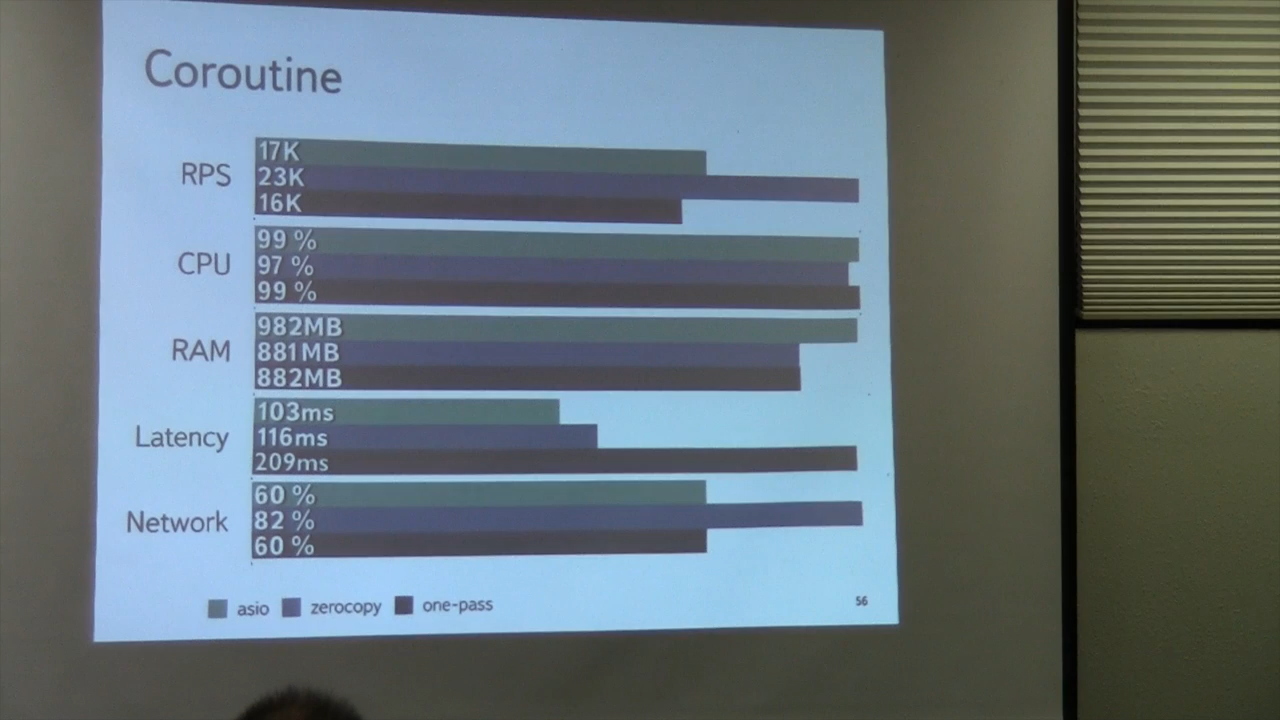 Coroutine
RPS
17K
23K
16K
CPU
99 %
97 %
99 %
RAM
982MB
881MB
882MB
Latency
103ms
116ms
209ms
Network
60 %
82 %
60 %
asio zerocopy one-pass
56